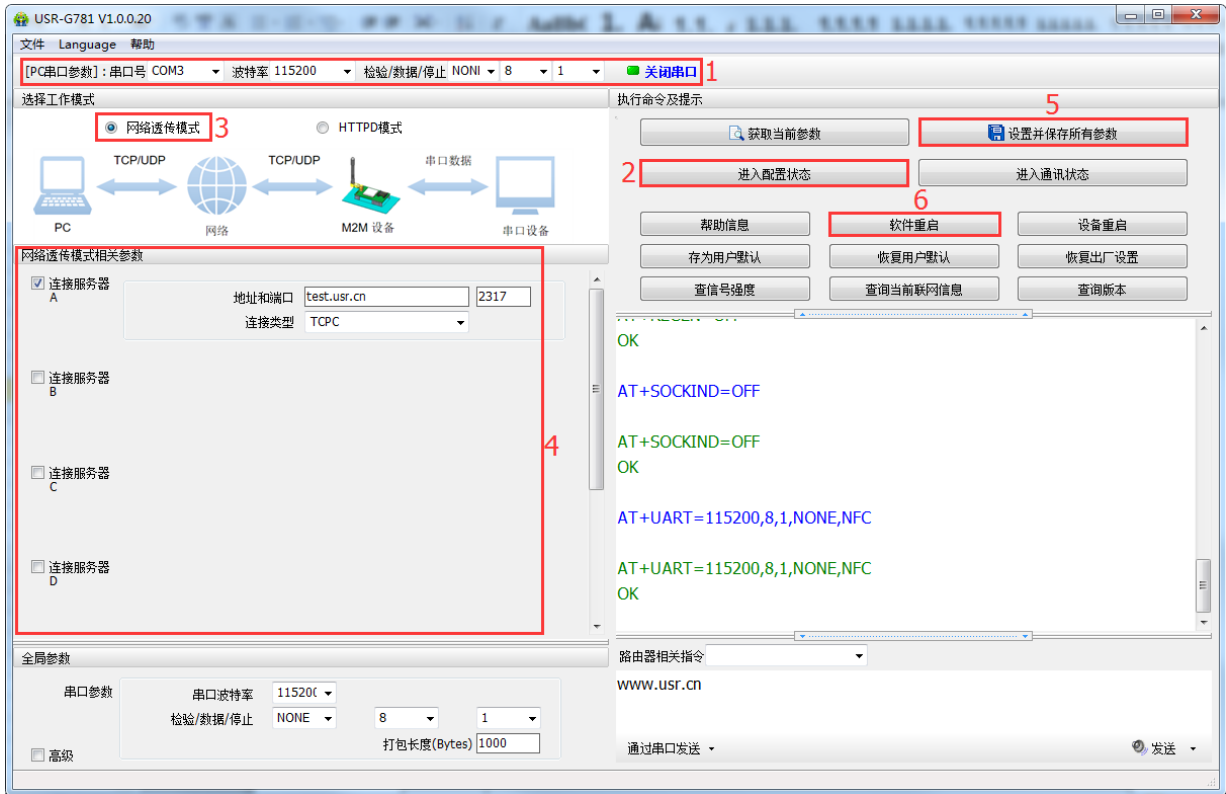 USR-G781 V1.0.0.20
文件 Language 帮助
[PC串口参数]：串口号 COM3 波特率 115200 检验/数据/停止 NONI 8 1 关闭串口 1
选择工作模式
网络透传模式 3 HTTPD模式
TCP/UDP TCP/UDP 串口数据
PC 网络 M2M 设备 串口设备
网络透传模式相关参数
连接服务器
A
地址和端口 test.usr.cn 2317
连接类型 TCPC
连接服务器
B
4
连接服务器
C
连接服务器
D
全局参数
串口参数 串口波特率 11520(
检验/数据/停止 NONE 8 1
打包长度(Bytes) 1000
高级
执行命令及提示
5
获取当前参数 设置并保存所有参数
2 进入配置状态 进入通讯状态
6
帮助信息 软件重启 设备重启
存为用户默认 恢复用户默认 恢复出厂设置
查信号强度 查询当前联网信息 查询版本
OK
AT+SOCKIND=OFF
AT+SOCKIND=OFF
OK
AT+UART=115200,8,1,NONE,NFC
AT+UART=115200,8,1,NONE,NFC
OK
路由器相关指令
www.usr.cn
通过串口发送 发送